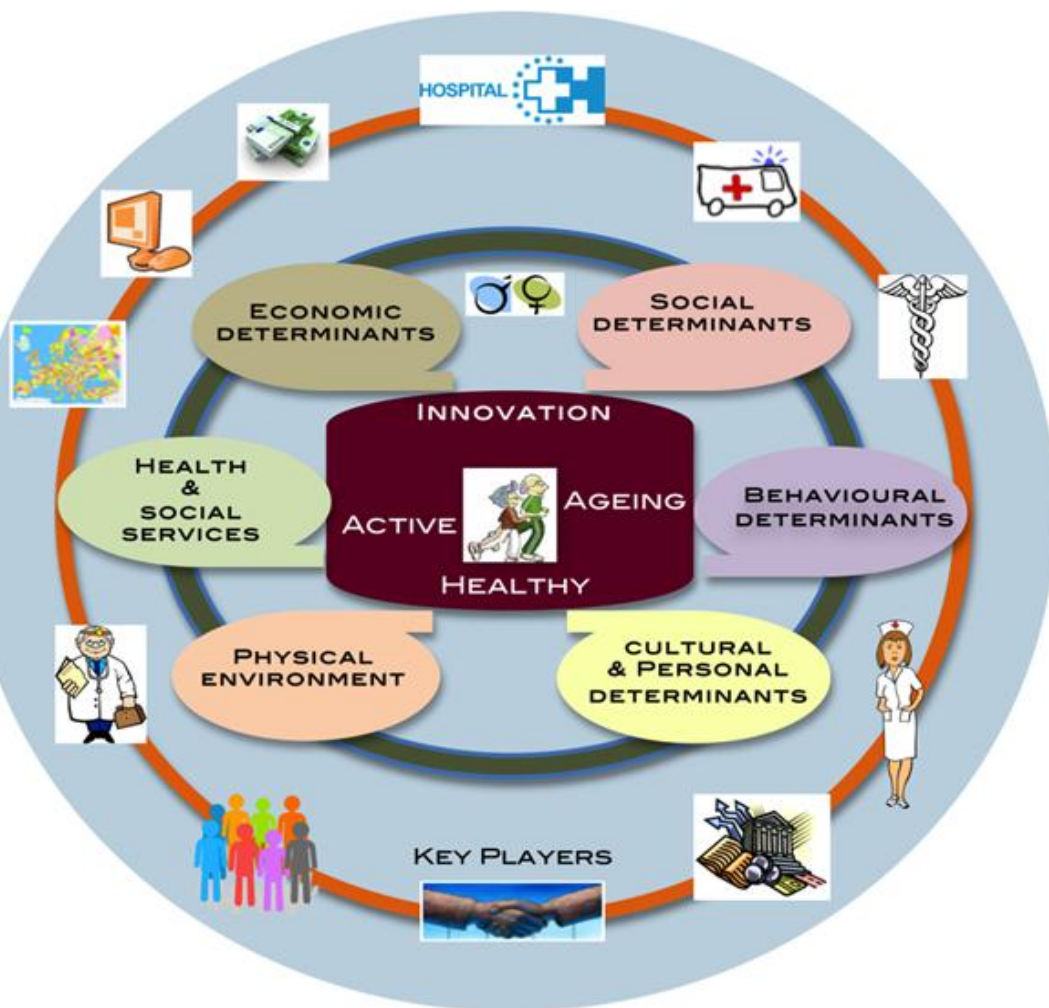 HOSPITAL
ECONOMIC
DETERMINANTS
SOCIAL
DETERMINANTS
INNOVATION
HEALTH
&
SOCIAL
SERVICES
ACTIVE
AGEING
BEHAVIOURAL
DETERMINANTS
HEALTHY
PHYSICAL
ENVIRONMENT
CULTURAL
& PERSONAL
DETERMINANTS
KEY PLAYERS